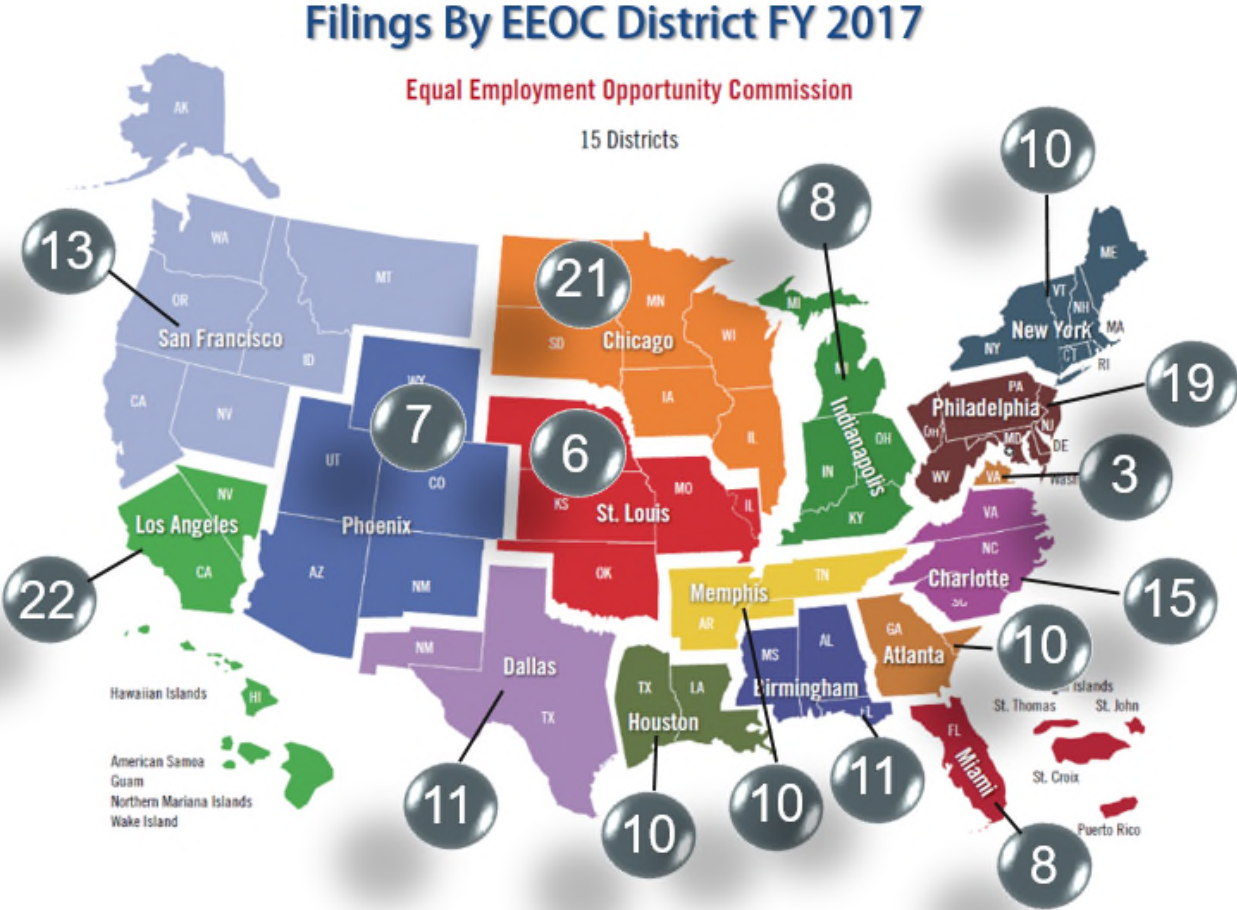 Filings By EEOC District FY 2017
Equal Employment Opportunity Commission
15 Districts
AK
10
8
13
21
WA
MT
OR
ID
San Francisco
CA
NV
MN
SD
Chicago
WI
IA
IL
MI
MI
ME
VT
NH
New York
MA
NY
CT
RI
19
PA
Philadelphia
OH
NJ
MD
DE
WV
VA
3
WY
7
UT
CO
Phoenix
AZ
NM
6
KS
St. Louis
MO
IL
OK
Indianapolis
OH
IN
KY
NV
Los Angeles
CA
22
VA
NC
Charlotte
SC
15
TN
Memphis
AR
GA
Atlanta
10
MS
AL
Birmingham
FL
11
NM
Dallas
TX
11
TX
LA
Houston
10
10
FL
Miami
8
Hawaiian Islands
HI
American Samoa
Guam
Northern Mariana Islands
Wake Island
Islands
St. Thomas
St. John
St. Croix
Puerto Rico